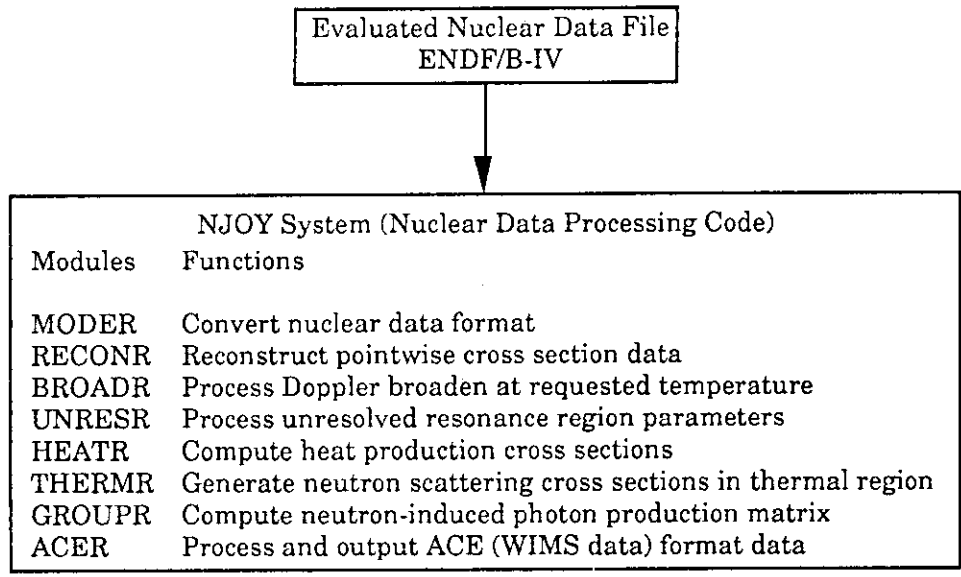 Evaluated Nuclear Data File
ENDF/B-IV
NJOY System (Nuclear Data Processing Code)
Modules Functions
MODER Convert nuclear data format
RECONR Reconstruct pointwise cross section data
BROADR Process Doppler broaden at requested temperature
UNRESR Process unresolved resonance region parameters
HEATR Compute heat production cross sections
THERMR Generate neutron scattering cross sections in thermal region
GROUPR Compute neutron-induced photon production matrix
ACER Process and output ACE (WIMS data) format data